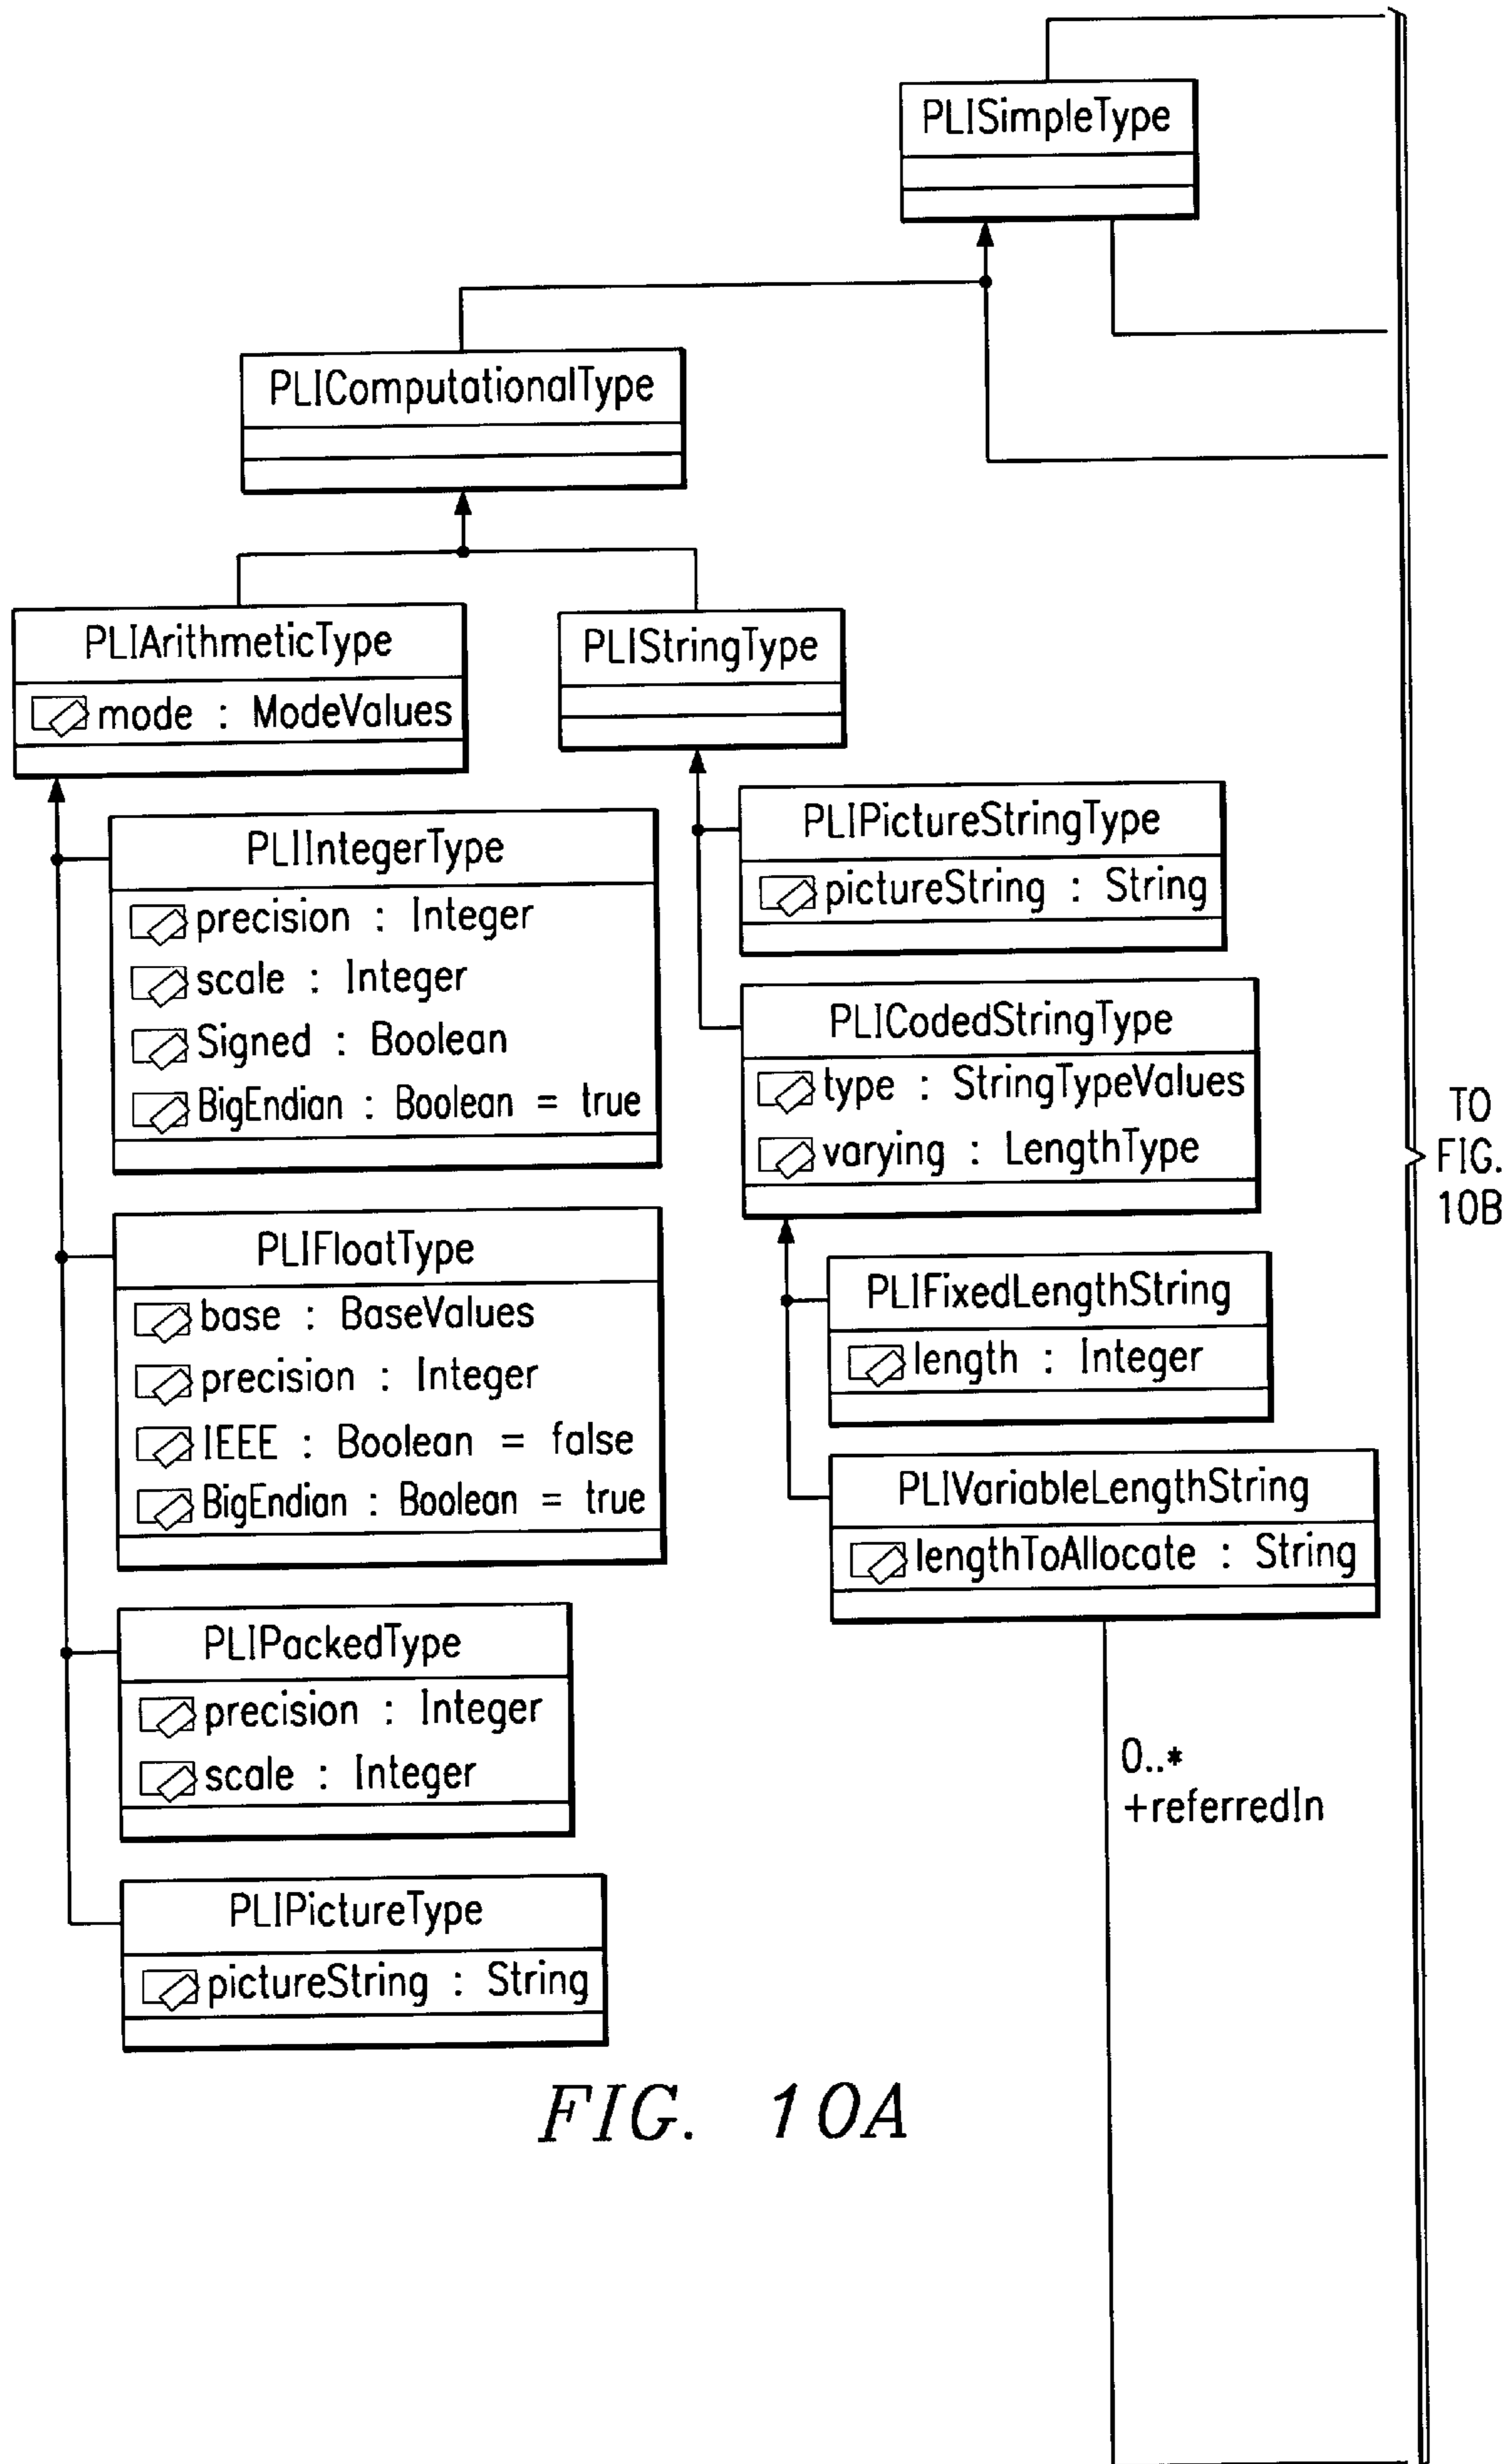 PLISimpleType
PLIComputationalType
PLIArithmeticType
mode : ModeValues
PLIStringType
PLIIntegerType
precision : Integer
scale : Integer
Signed : Boolean
BigEndian : Boolean = true
PLIPictureStringType
pictureString : String
PLICodedStringType
type : StringTypeValues
varying : LengthType
PLIFloatType
base : BaseValues
precision : Integer
IEEE : Boolean = false
BigEndian : Boolean = true
PLIFixedLengthString
length : Integer
PLIVariableLengthString
lengthToAllocate : String
PLIPackedType
precision : Integer
scale : Integer
0..*
+referredIn
PLIPictureType
pictureString : String
TO
FIG.
10B
FIG. 10A